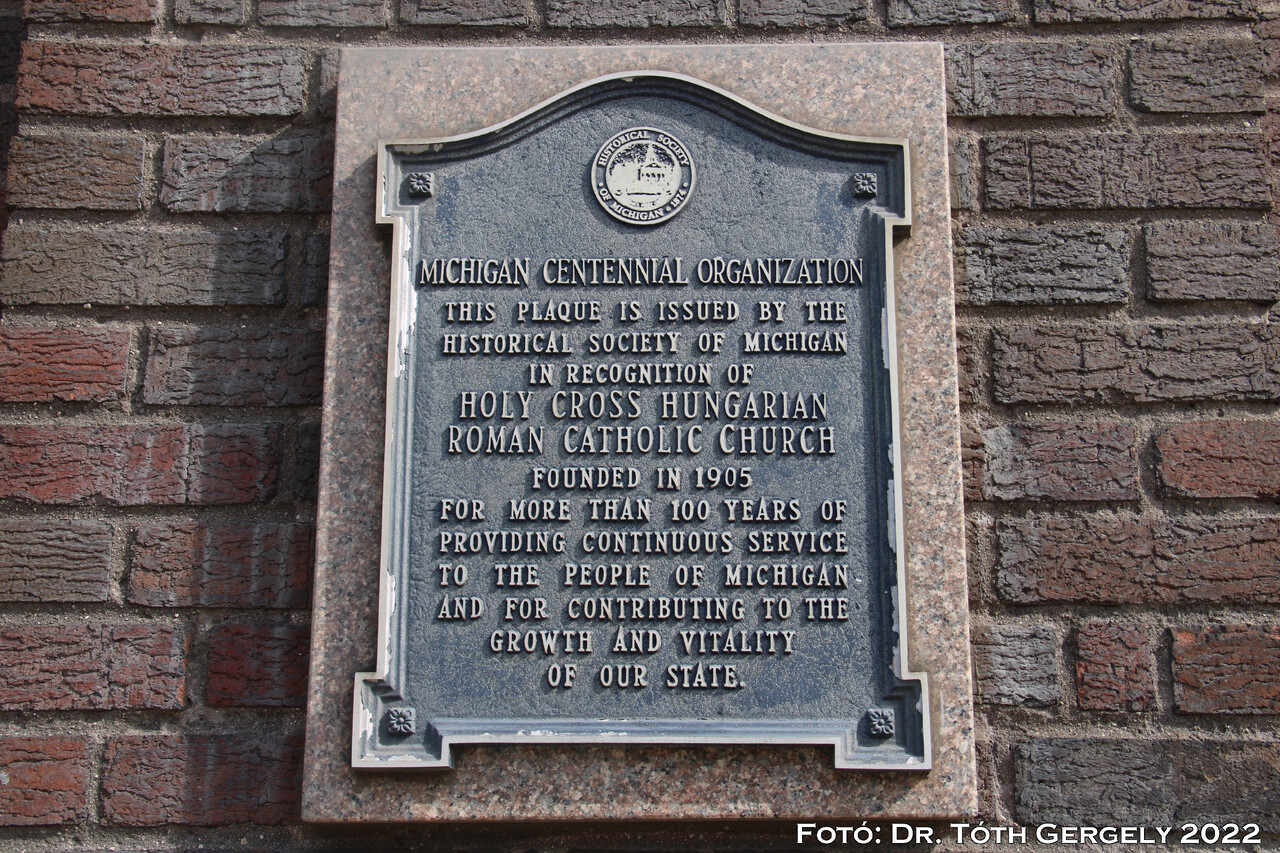 HISTORICAL SOCIETY
OF MICHIGAN • 1874 •
MICHIGAN CENTENNIAL ORGANIZATION
THIS PLAQUE IS ISSUED BY THE
HISTORICAL SOCIETY OF MICHIGAN
IN RECOGNITION OF
HOLY CROSS HUNGARIAN
ROMAN CATHOLIC CHURCH
FOUNDED IN 1905
FOR MORE THAN 100 YEARS OF
PROVIDING CONTINUOUS SERVICE
TO THE PEOPLE OF MICHIGAN
AND FOR CONTRIBUTING TO THE
GROWTH AND VITALITY
OF OUR STATE.
FOTÓ: DR. TÓTH GERGELY 2022